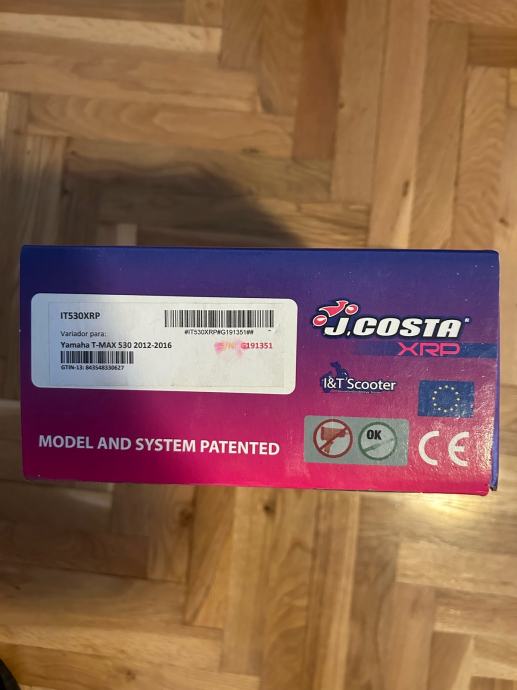 IT530XRP
#IT530XRP#G191351##
Variador para:
Yamaha T-MAX 530 2012-2016
S/N: G191351
GTIN-13: 843548330627
J.COSTA
XRP
I&T Scooter
OK
MODEL AND SYSTEM PATENTED
CE